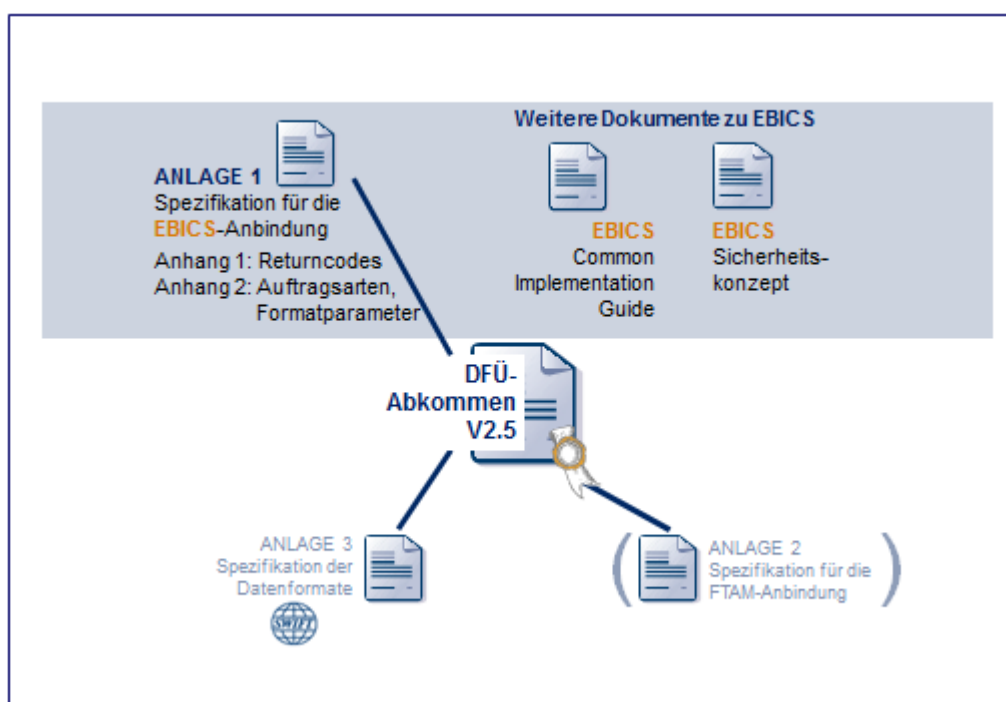 ANLAGE 1
Spezifikation für die
EBICS-Anbindung
Anhang 1: Returncodes
Anhang 2: Auftragsarten,
Formatparameter
Weitere Dokumente zu EBICS
EBICS
Common
Implementation
Guide
EBICS
Sicherheits-
konzept
DFÜ-
Abkommen
V2.5
ANLAGE 3
Spezifikation der
Datenformate
SWIFT
( ANLAGE 2
Spezifikation für die
FTAM-Anbindung )